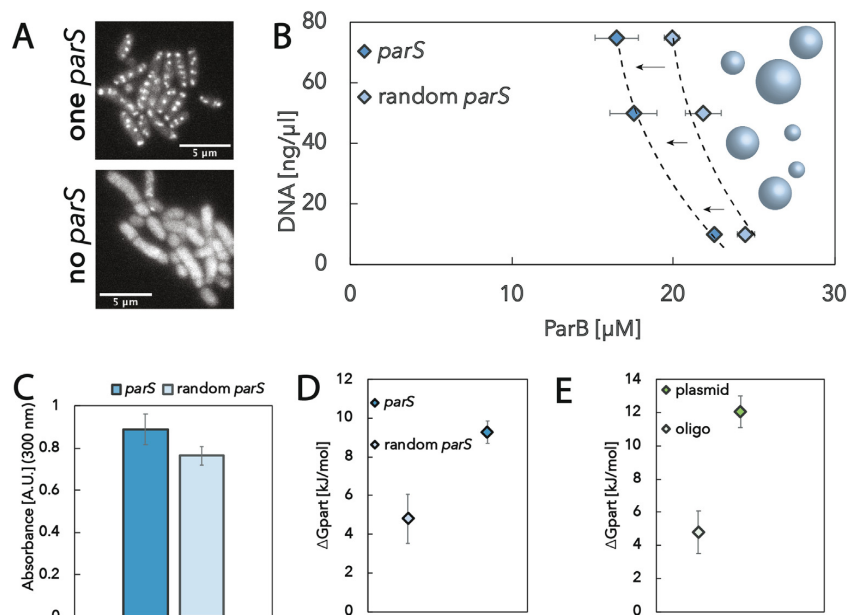 A
one parS
5 µm
no parS
5 µm
B
parS
random parS
DNA [ng/µl]
80
60
40
20
0
0
10
20
30
ParB [µM]
C
parS
random parS
Absorbance [A.U.] (300 nm)
1
0.8
0.6
0.4
0.2
0
D
parS
random parS
ΔGpart [kJ/mol]
12
10
8
6
4
2
0
E
plasmid
oligo
ΔGpart [kJ/mol]
14
12
10
8
6
4
2
0